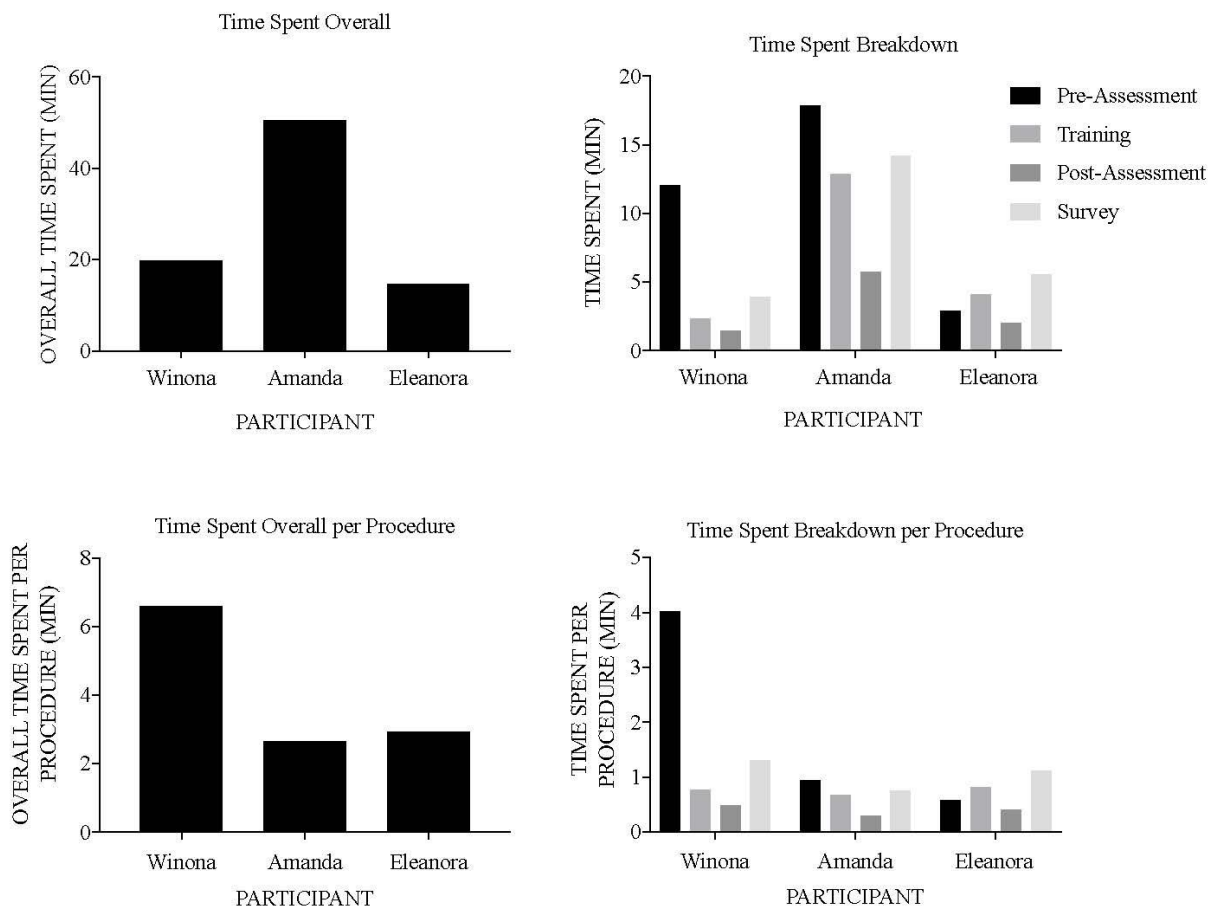 Time Spent Overall
OVERALL TIME SPENT (MIN)
60
40
20
0
Winona Amanda Eleanora
PARTICIPANT
Time Spent Breakdown
TIME SPENT (MIN)
20
15
10
5
0
Winona Amanda Eleanora
PARTICIPANT
Pre-Assessment
Training
Post-Assessment
Survey
Time Spent Overall per Procedure
OVERALL TIME SPENT PER
PROCEDURE (MIN)
8
6
4
2
0
Winona Amanda Eleanora
PARTICIPANT
Time Spent Breakdown per Procedure
TIME SPENT PER
PROCEDURE (MIN)
5
4
3
2
1
0
Winona Amanda Eleanora
PARTICIPANT